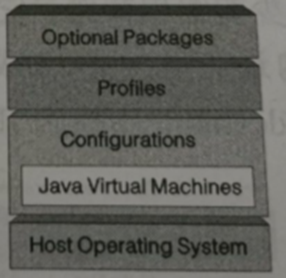 Optional Packages
Profiles
Configurations
Java Virtual Machines
Host Operating System